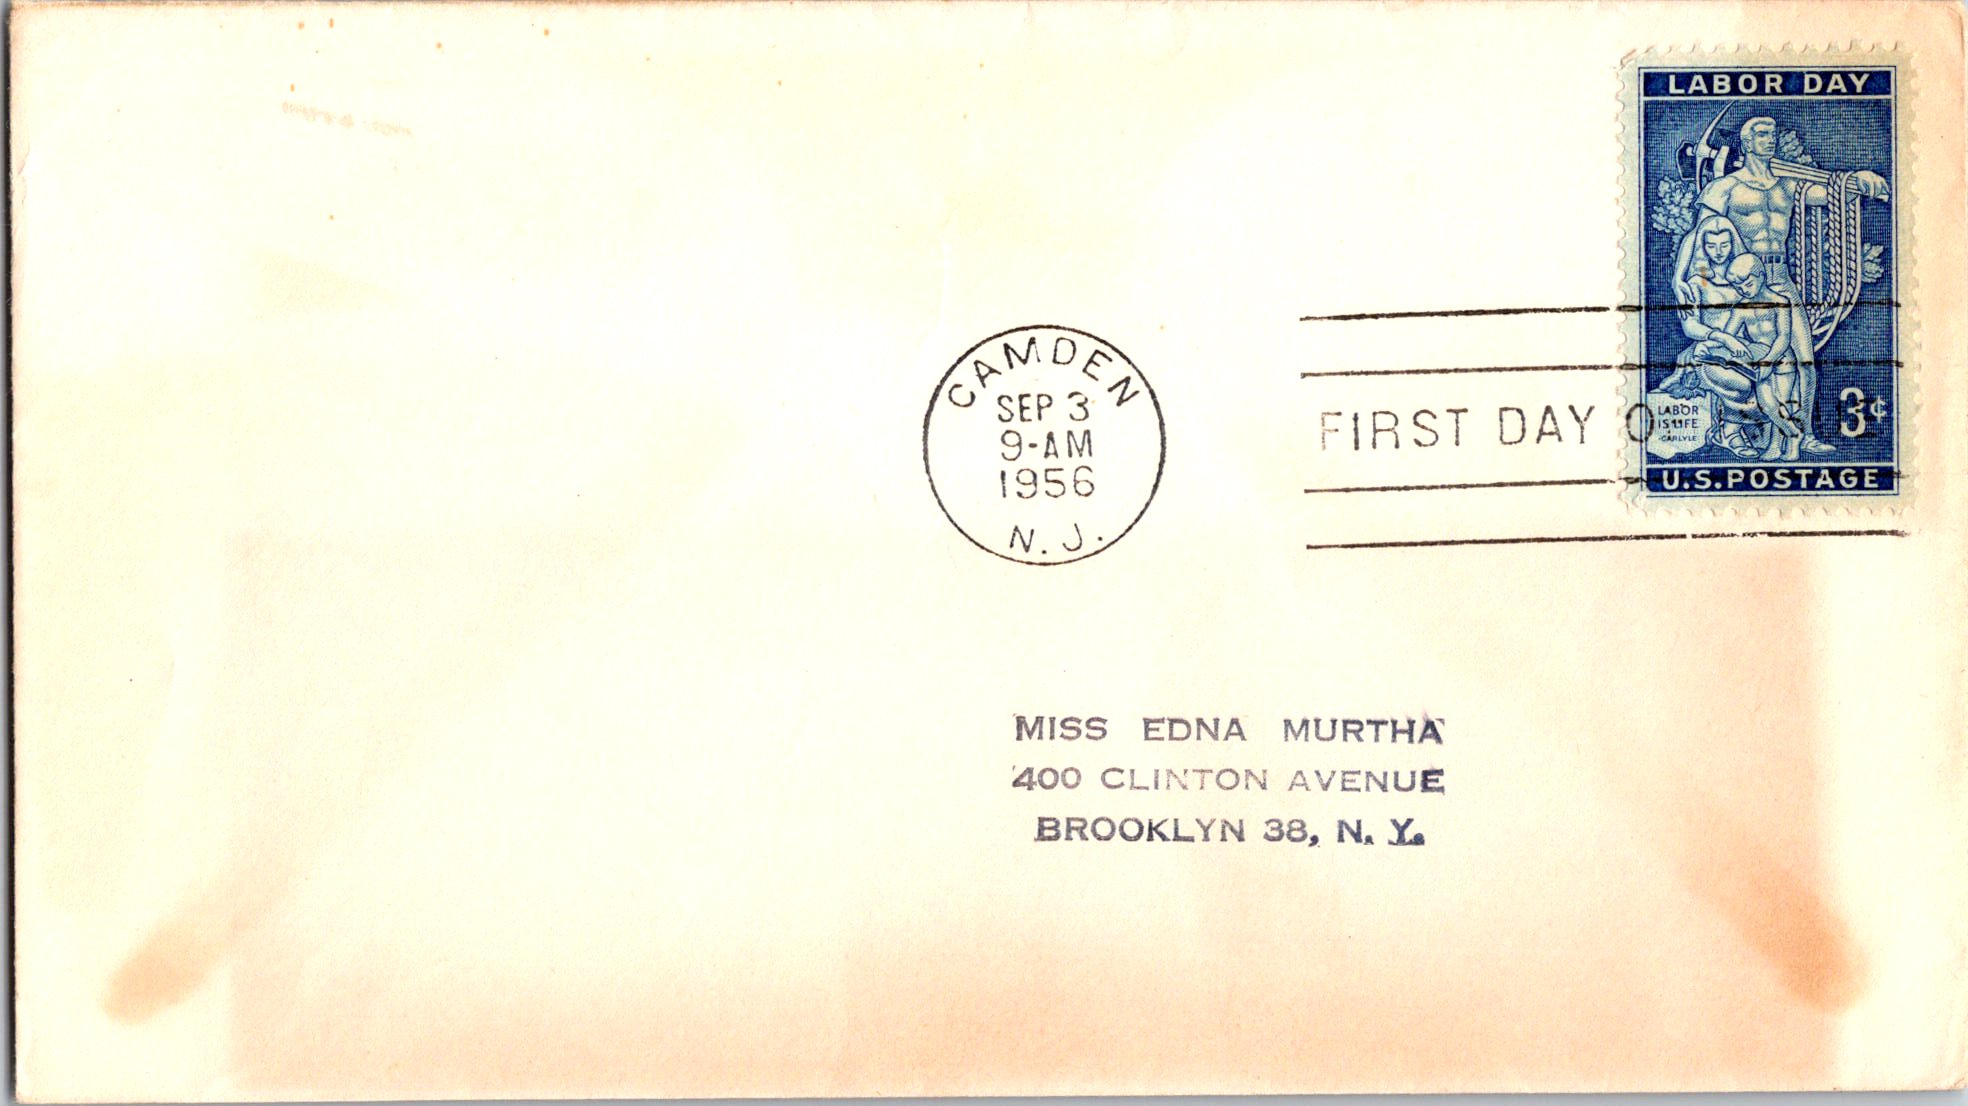 LABOR DAY
LABOR
IS LIFE
CARLYLE
3¢
U.S.POSTAGE
CAMDEN
SEP 3
9-AM
1956
N. J.
FIRST DAY
MISS EDNA MURTHA
400 CLINTON AVENUE
BROOKLYN 38, N. Y.